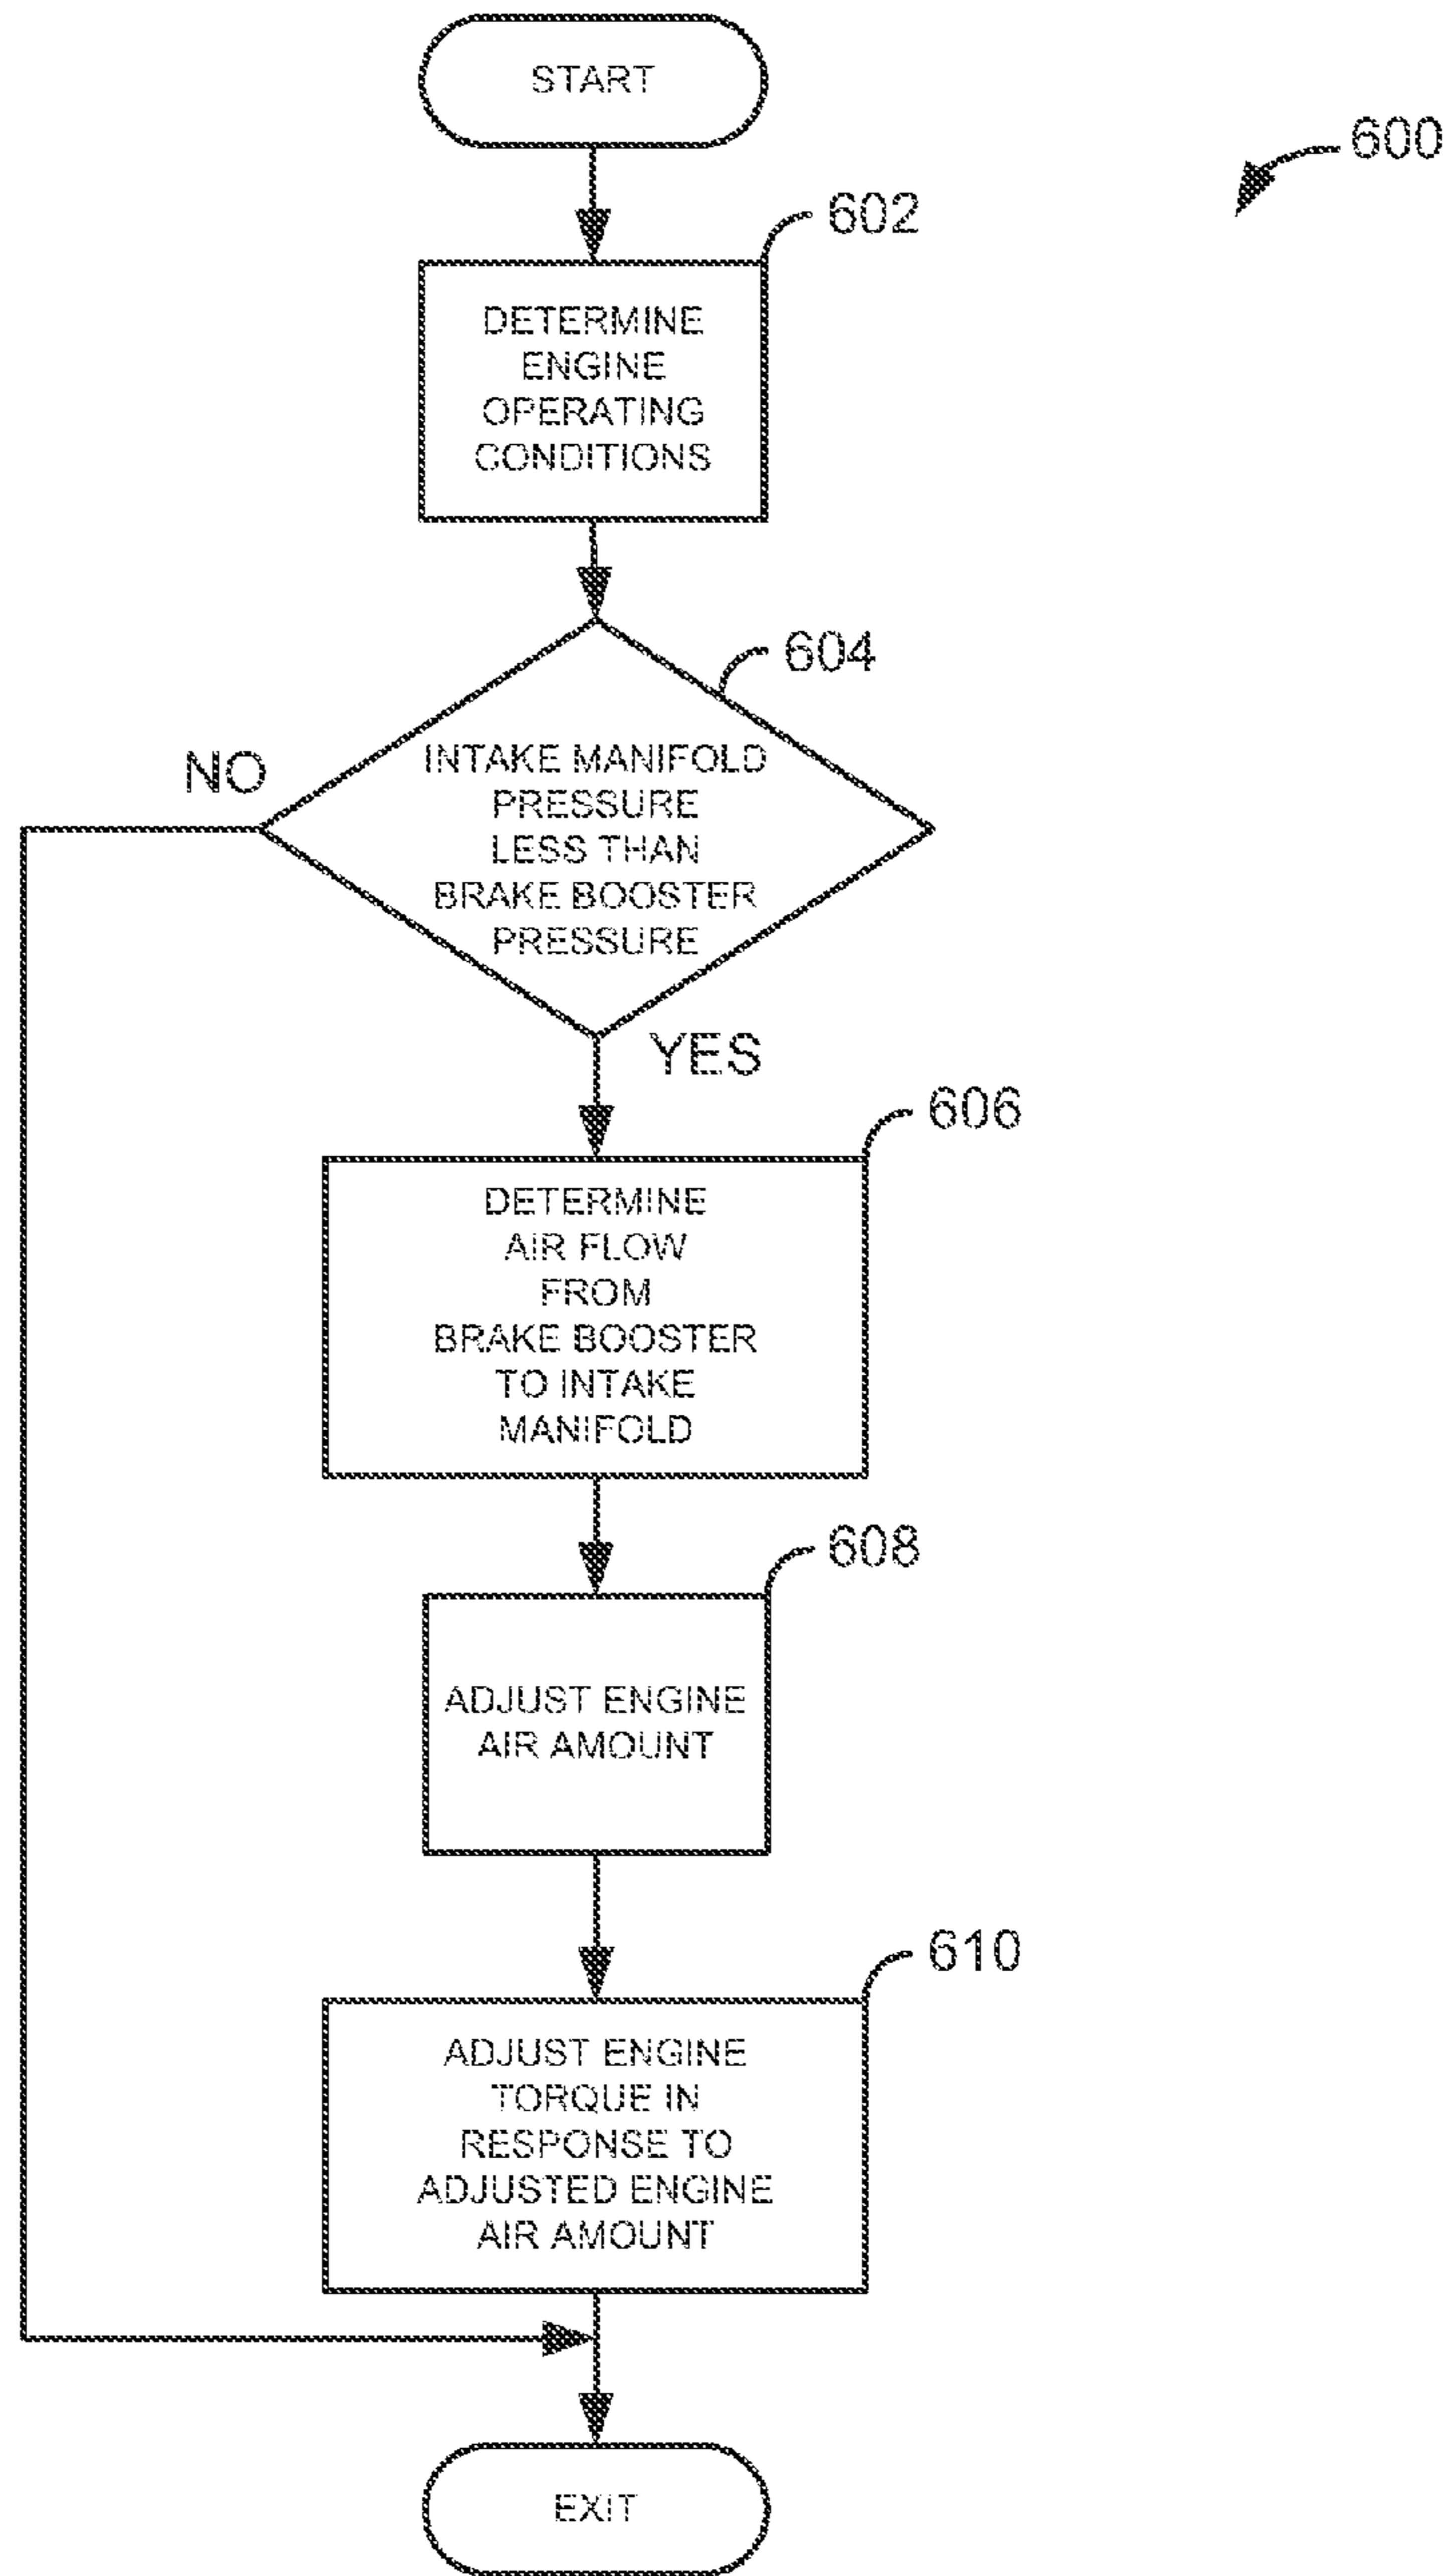 START
600
602
DETERMINE
ENGINE
OPERATING
CONDITIONS
604
NO
INTAKE MANIFOLD
PRESSURE
LESS THAN
BRAKE BOOSTER
PRESSURE
YES
606
DETERMINE
AIR FLOW
FROM
BRAKE BOOSTER
TO INTAKE
MANIFOLD
608
ADJUST ENGINE
AIR AMOUNT
610
ADJUST ENGINE
TORQUE IN
RESPONSE TO
ADJUSTED ENGINE
AIR AMOUNT
EXIT